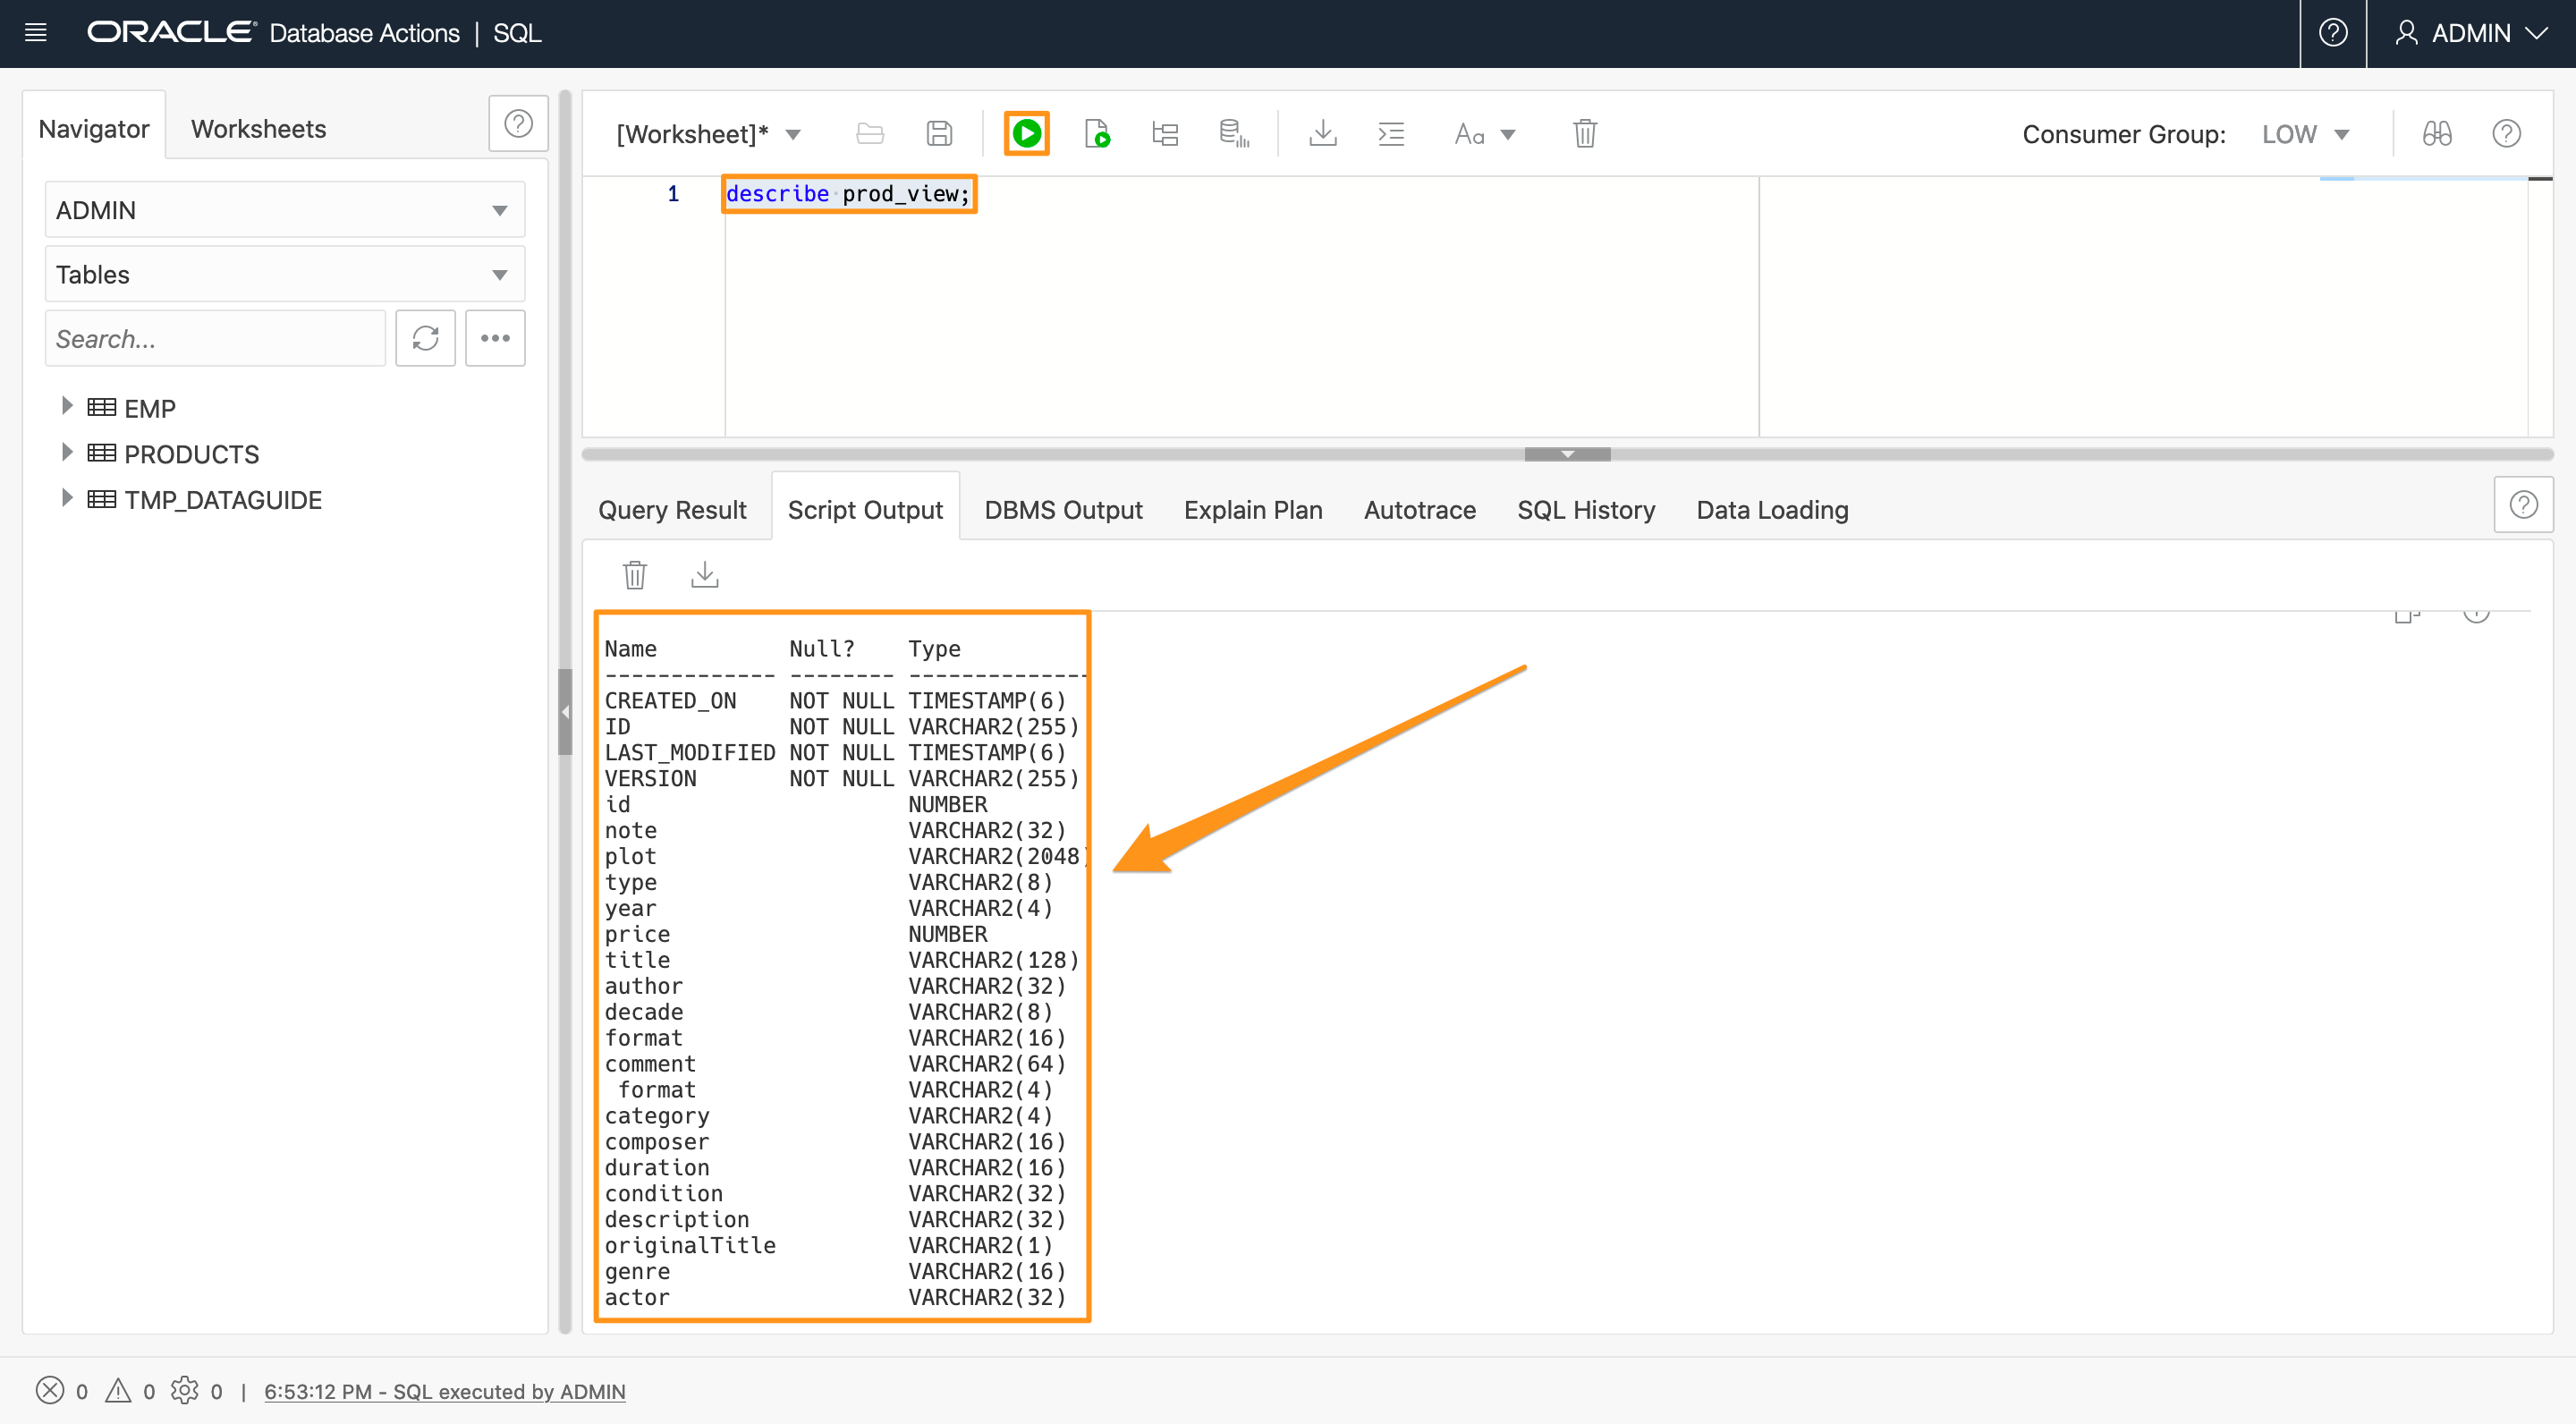 ORACLE Database Actions | SQL
ADMIN
Navigator
Worksheets
[Worksheet]*
Aa
Consumer Group: LOW
ADMIN
Tables
Search...
EMP
PRODUCTS
TMP_DATAGUIDE
1 describe prod_view;
Query Result Script Output DBMS Output Explain Plan Autotrace SQL History Data Loading
Name Null? Type
------------- -------- --------------
CREATED_ON NOT NULL TIMESTAMP(6)
ID NOT NULL VARCHAR2(255)
LAST_MODIFIED NOT NULL TIMESTAMP(6)
VERSION NOT NULL VARCHAR2(255)
id NUMBER
note VARCHAR2(32)
plot VARCHAR2(2048)
type VARCHAR2(8)
year VARCHAR2(4)
price NUMBER
title VARCHAR2(128)
author VARCHAR2(32)
decade VARCHAR2(8)
format VARCHAR2(16)
comment VARCHAR2(64)
 format VARCHAR2(4)
category VARCHAR2(4)
composer VARCHAR2(16)
duration VARCHAR2(16)
condition VARCHAR2(32)
description VARCHAR2(32)
originalTitle VARCHAR2(1)
genre VARCHAR2(16)
actor VARCHAR2(32)
0 0 0 | 6:53:12 PM - SQL executed by ADMIN